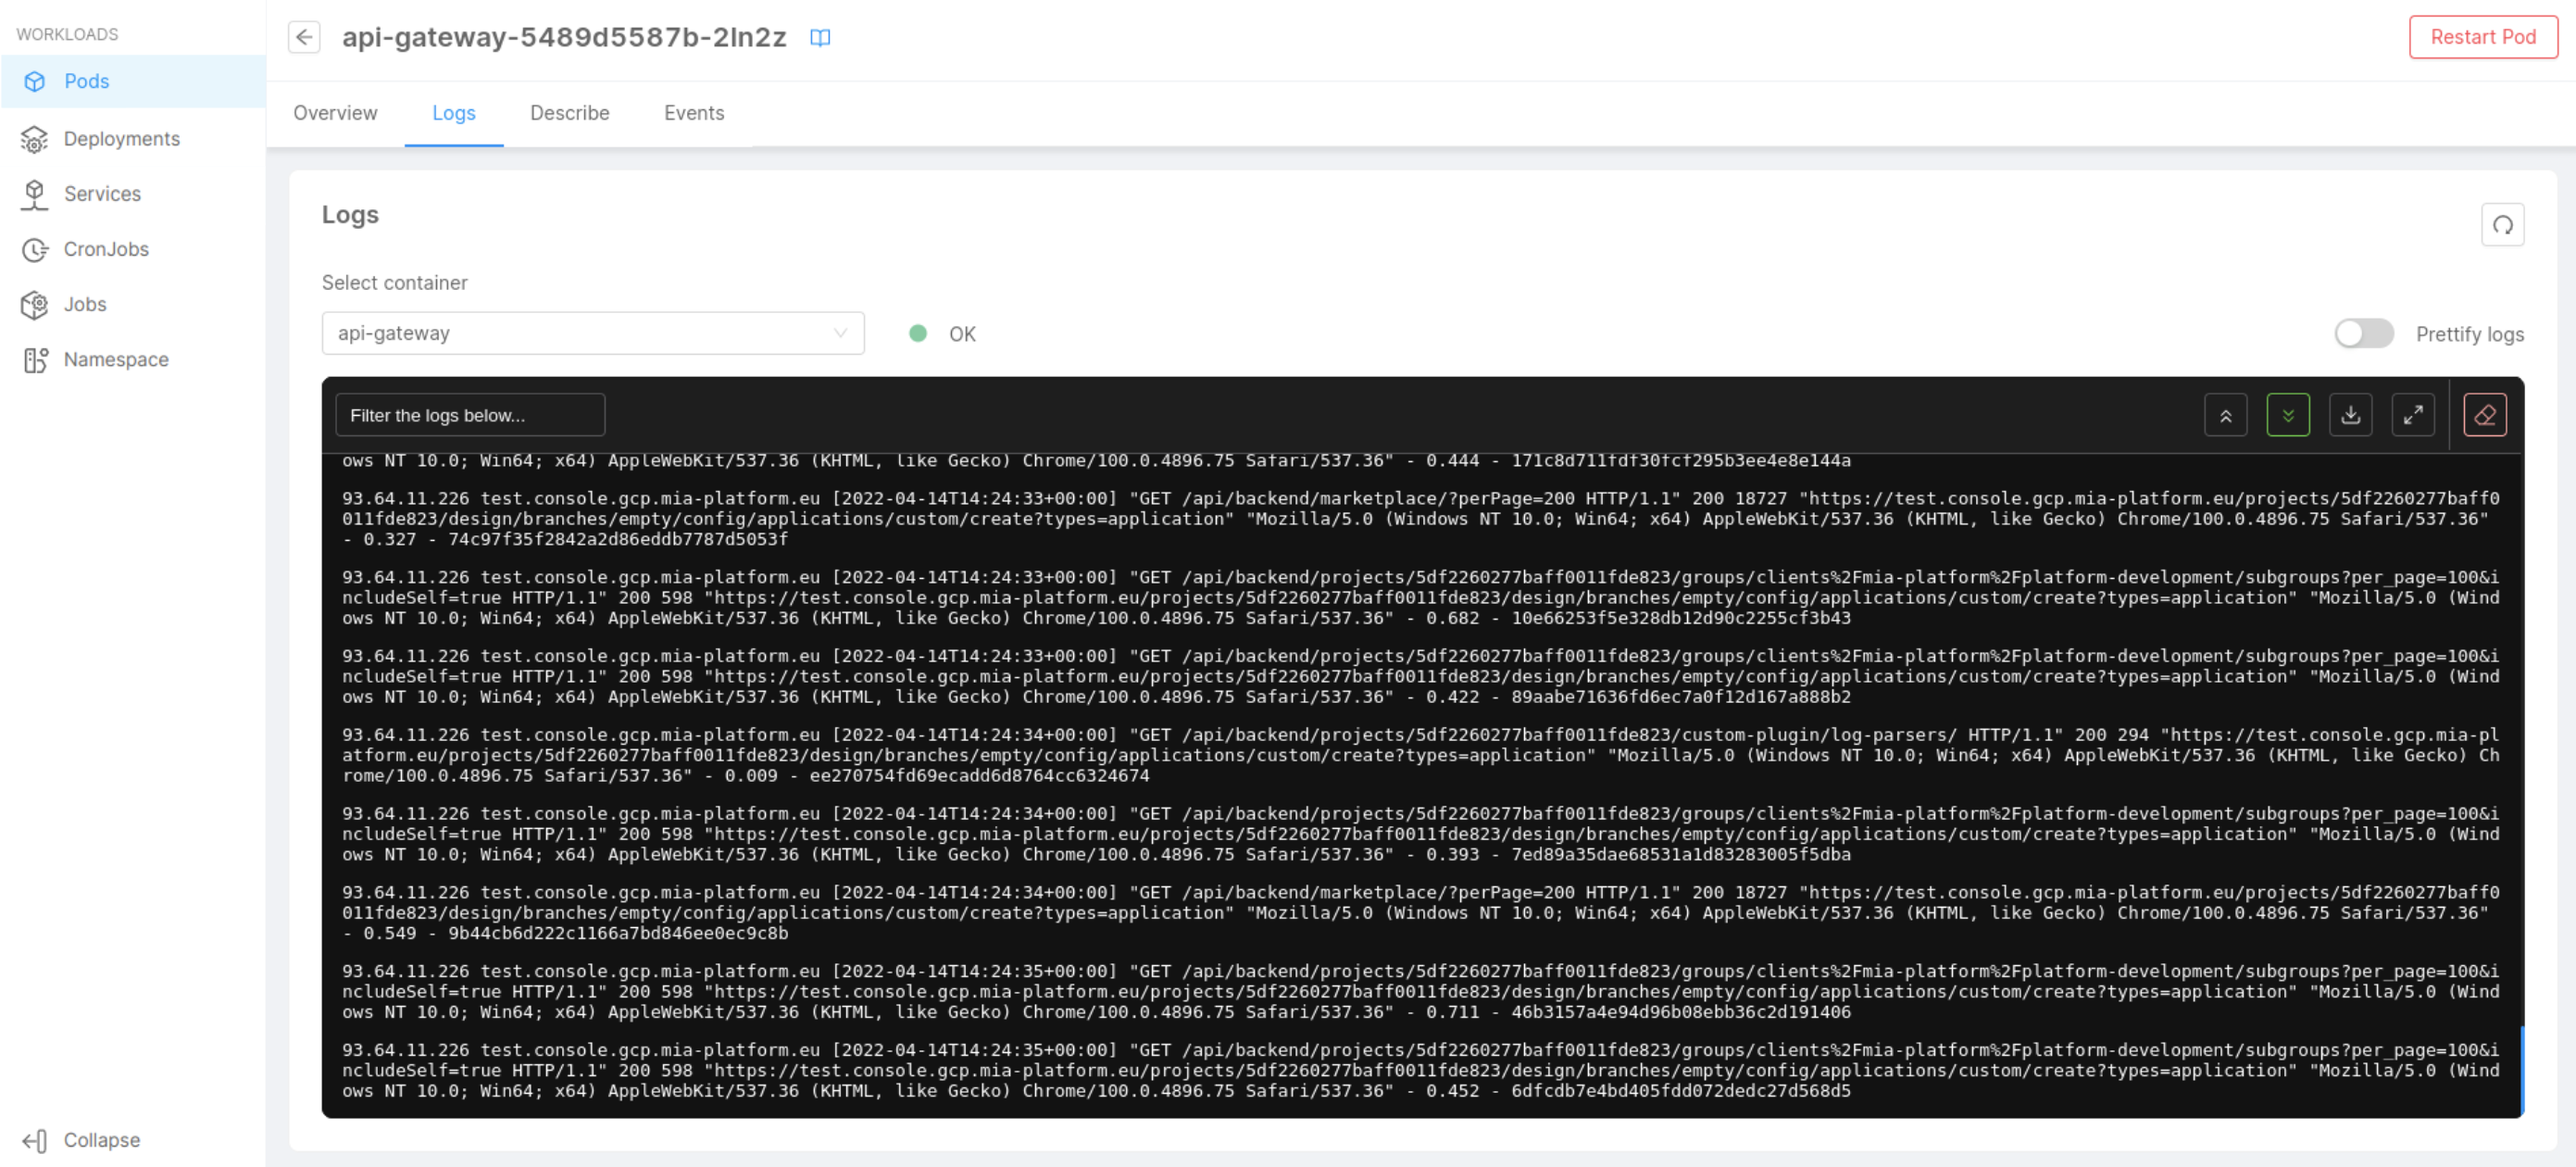 WORKLOADS
Pods
Deployments
Services
CronJobs
Jobs
Namespace
Collapse
api-gateway-5489d5587b-2ln2z
Restart Pod
Overview
Logs
Describe
Events
Logs
Select container
api-gateway
OK
Prettify logs
Filter the logs below...
ows NT 10.0; Win64; x64) AppleWebKit/537.36 (KHTML, like Gecko) Chrome/100.0.4896.75 Safari/537.36" - 0.444 - 171c8d711fdf30fcf295b3ee4e8e144a
93.64.11.226 test.console.gcp.mia-platform.eu [2022-04-14T14:24:33+00:00] "GET /api/backend/marketplace/?perPage=200 HTTP/1.1" 200 18727 "https://test.console.gcp.mia-platform.eu/projects/5df2260277baff0
011fde823/design/branches/empty/config/applications/custom/create?types=application" "Mozilla/5.0 (Windows NT 10.0; Win64; x64) AppleWebKit/537.36 (KHTML, like Gecko) Chrome/100.0.4896.75 Safari/537.36"
- 0.327 - 74c97f35f2842a2d86eddb7787d5053f
93.64.11.226 test.console.gcp.mia-platform.eu [2022-04-14T14:24:33+00:00] "GET /api/backend/projects/5df2260277baff0011fde823/groups/clients%2Fmia-platform%2Fplatform-development/subgroups?per_page=100&i
ncludeSelf=true HTTP/1.1" 200 598 "https://test.console.gcp.mia-platform.eu/projects/5df2260277baff0011fde823/design/branches/empty/config/applications/custom/create?types=application" "Mozilla/5.0 (Wind
ows NT 10.0; Win64; x64) AppleWebKit/537.36 (KHTML, like Gecko) Chrome/100.0.4896.75 Safari/537.36" - 0.682 - 10e66253f5e328db12d90c2255cf3b43
93.64.11.226 test.console.gcp.mia-platform.eu [2022-04-14T14:24:33+00:00] "GET /api/backend/projects/5df2260277baff0011fde823/groups/clients%2Fmia-platform%2Fplatform-development/subgroups?per_page=100&i
ncludeSelf=true HTTP/1.1" 200 598 "https://test.console.gcp.mia-platform.eu/projects/5df2260277baff0011fde823/design/branches/empty/config/applications/custom/create?types=application" "Mozilla/5.0 (Wind
ows NT 10.0; Win64; x64) AppleWebKit/537.36 (KHTML, like Gecko) Chrome/100.0.4896.75 Safari/537.36" - 0.422 - 89aabe71636fd6ec7a0f12d167a888b2
93.64.11.226 test.console.gcp.mia-platform.eu [2022-04-14T14:24:34+00:00] "GET /api/backend/projects/5df2260277baff0011fde823/custom-plugin/log-parsers/ HTTP/1.1" 200 294 "https://test.console.gcp.mia-pl
atform.eu/projects/5df2260277baff0011fde823/design/branches/empty/config/applications/custom/create?types=application" "Mozilla/5.0 (Windows NT 10.0; Win64; x64) AppleWebKit/537.36 (KHTML, like Gecko) Ch
rome/100.0.4896.75 Safari/537.36" - 0.009 - ee270754fd69ecadd6d8764cc6324674
93.64.11.226 test.console.gcp.mia-platform.eu [2022-04-14T14:24:34+00:00] "GET /api/backend/projects/5df2260277baff0011fde823/groups/clients%2Fmia-platform%2Fplatform-development/subgroups?per_page=100&i
ncludeSelf=true HTTP/1.1" 200 598 "https://test.console.gcp.mia-platform.eu/projects/5df2260277baff0011fde823/design/branches/empty/config/applications/custom/create?types=application" "Mozilla/5.0 (Wind
ows NT 10.0; Win64; x64) AppleWebKit/537.36 (KHTML, like Gecko) Chrome/100.0.4896.75 Safari/537.36" - 0.393 - 7ed89a35dae68531a1d83283005f5dba
93.64.11.226 test.console.gcp.mia-platform.eu [2022-04-14T14:24:34+00:00] "GET /api/backend/marketplace/?perPage=200 HTTP/1.1" 200 18727 "https://test.console.gcp.mia-platform.eu/projects/5df2260277baff0
011fde823/design/branches/empty/config/applications/custom/create?types=application" "Mozilla/5.0 (Windows NT 10.0; Win64; x64) AppleWebKit/537.36 (KHTML, like Gecko) Chrome/100.0.4896.75 Safari/537.36"
- 0.549 - 9b44cb6d222c1166a7bd846ee0ec9c8b
93.64.11.226 test.console.gcp.mia-platform.eu [2022-04-14T14:24:35+00:00] "GET /api/backend/projects/5df2260277baff0011fde823/groups/clients%2Fmia-platform%2Fplatform-development/subgroups?per_page=100&i
ncludeSelf=true HTTP/1.1" 200 598 "https://test.console.gcp.mia-platform.eu/projects/5df2260277baff0011fde823/design/branches/empty/config/applications/custom/create?types=application" "Mozilla/5.0 (Wind
ows NT 10.0; Win64; x64) AppleWebKit/537.36 (KHTML, like Gecko) Chrome/100.0.4896.75 Safari/537.36" - 0.711 - 46b3157a4e94d96b08ebb36c2d191406
93.64.11.226 test.console.gcp.mia-platform.eu [2022-04-14T14:24:35+00:00] "GET /api/backend/projects/5df2260277baff0011fde823/groups/clients%2Fmia-platform%2Fplatform-development/subgroups?per_page=100&i
ncludeSelf=true HTTP/1.1" 200 598 "https://test.console.gcp.mia-platform.eu/projects/5df2260277baff0011fde823/design/branches/empty/config/applications/custom/create?types=application" "Mozilla/5.0 (Wind
ows NT 10.0; Win64; x64) AppleWebKit/537.36 (KHTML, like Gecko) Chrome/100.0.4896.75 Safari/537.36" - 0.452 - 6dfcdb7e4bd405fdd072dedc27d568d5